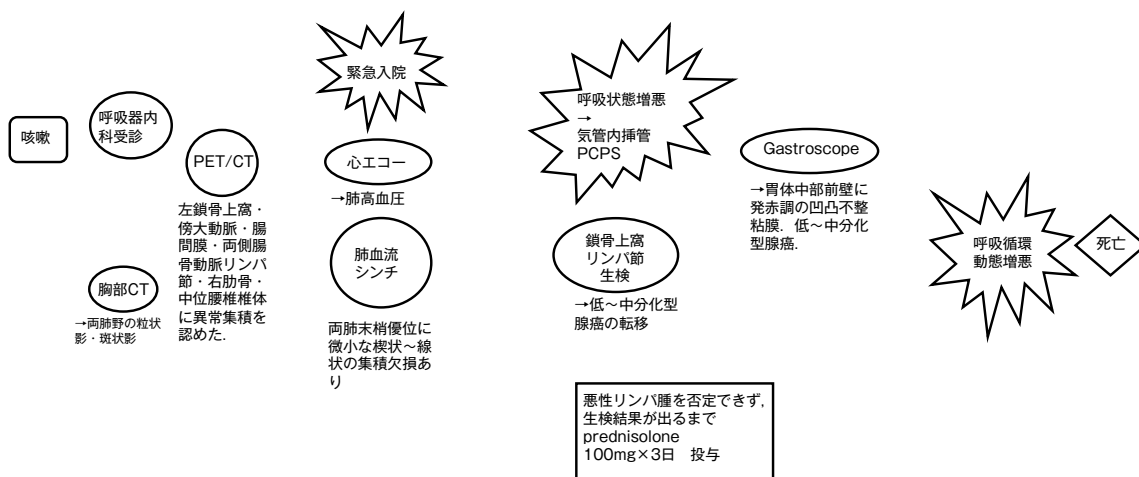 咳嗽
呼吸器内
科受診
胸部CT
→両肺野の粒状
影・斑状影
PET/CT
左鎖骨上窩・
傍大動脈・腸
間膜・両側腸
骨動脈リンパ
節・右肋骨・
中位腰椎椎体
に異常集積を
認めた.
緊急入院
心エコー
→肺高血圧
肺血流
シンチ
両肺末梢優位に
微小な楔状～線
状の集積欠損あ
り
呼吸状態増悪
→
気管内挿管
PCPS
鎖骨上窩
リンパ節
生検
→低～中分化型
腺癌の転移
悪性リンパ腫を否定できず,
生検結果が出るまで
prednisolone
100mg×3日　投与
Gastroscope
→胃体中部前壁に
発赤調の凹凸不整
粘膜．低～中分化
型腺癌.
呼吸循環
動態増悪
死亡